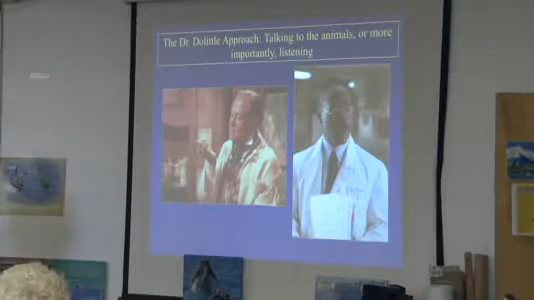 The Dr. Dolittle Approach: Talking to the animals, or more
importantly, listening